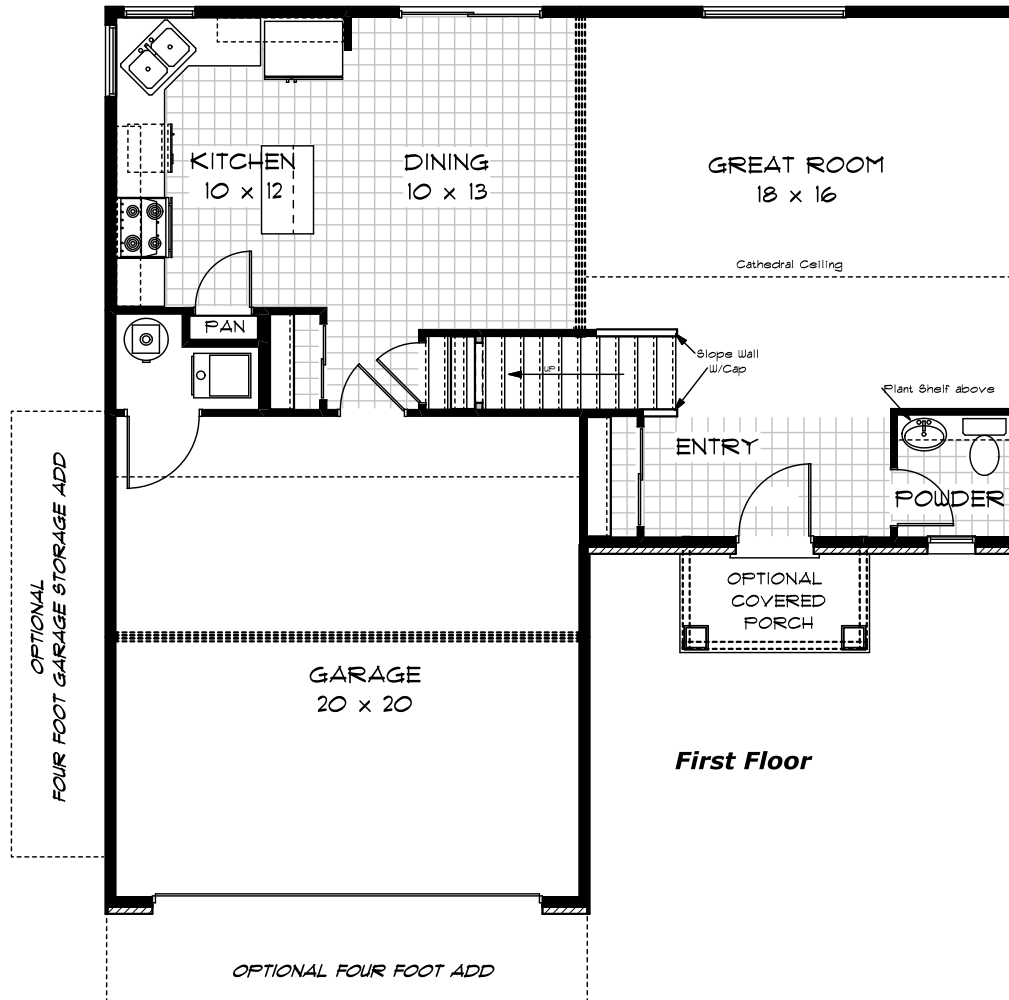 KITCHEN
10 x 12
DINING
10 x 13
GREAT ROOM
18 x 16
Cathedral Ceiling
PAN
UP
Slope Wall
W/Cap
Plant Shelf above
ENTRY
POWDER
OPTIONAL
FOUR FOOT GARAGE STORAGE ADD
OPTIONAL
COVERED
PORCH
GARAGE
20 x 20
First Floor
OPTIONAL FOUR FOOT ADD